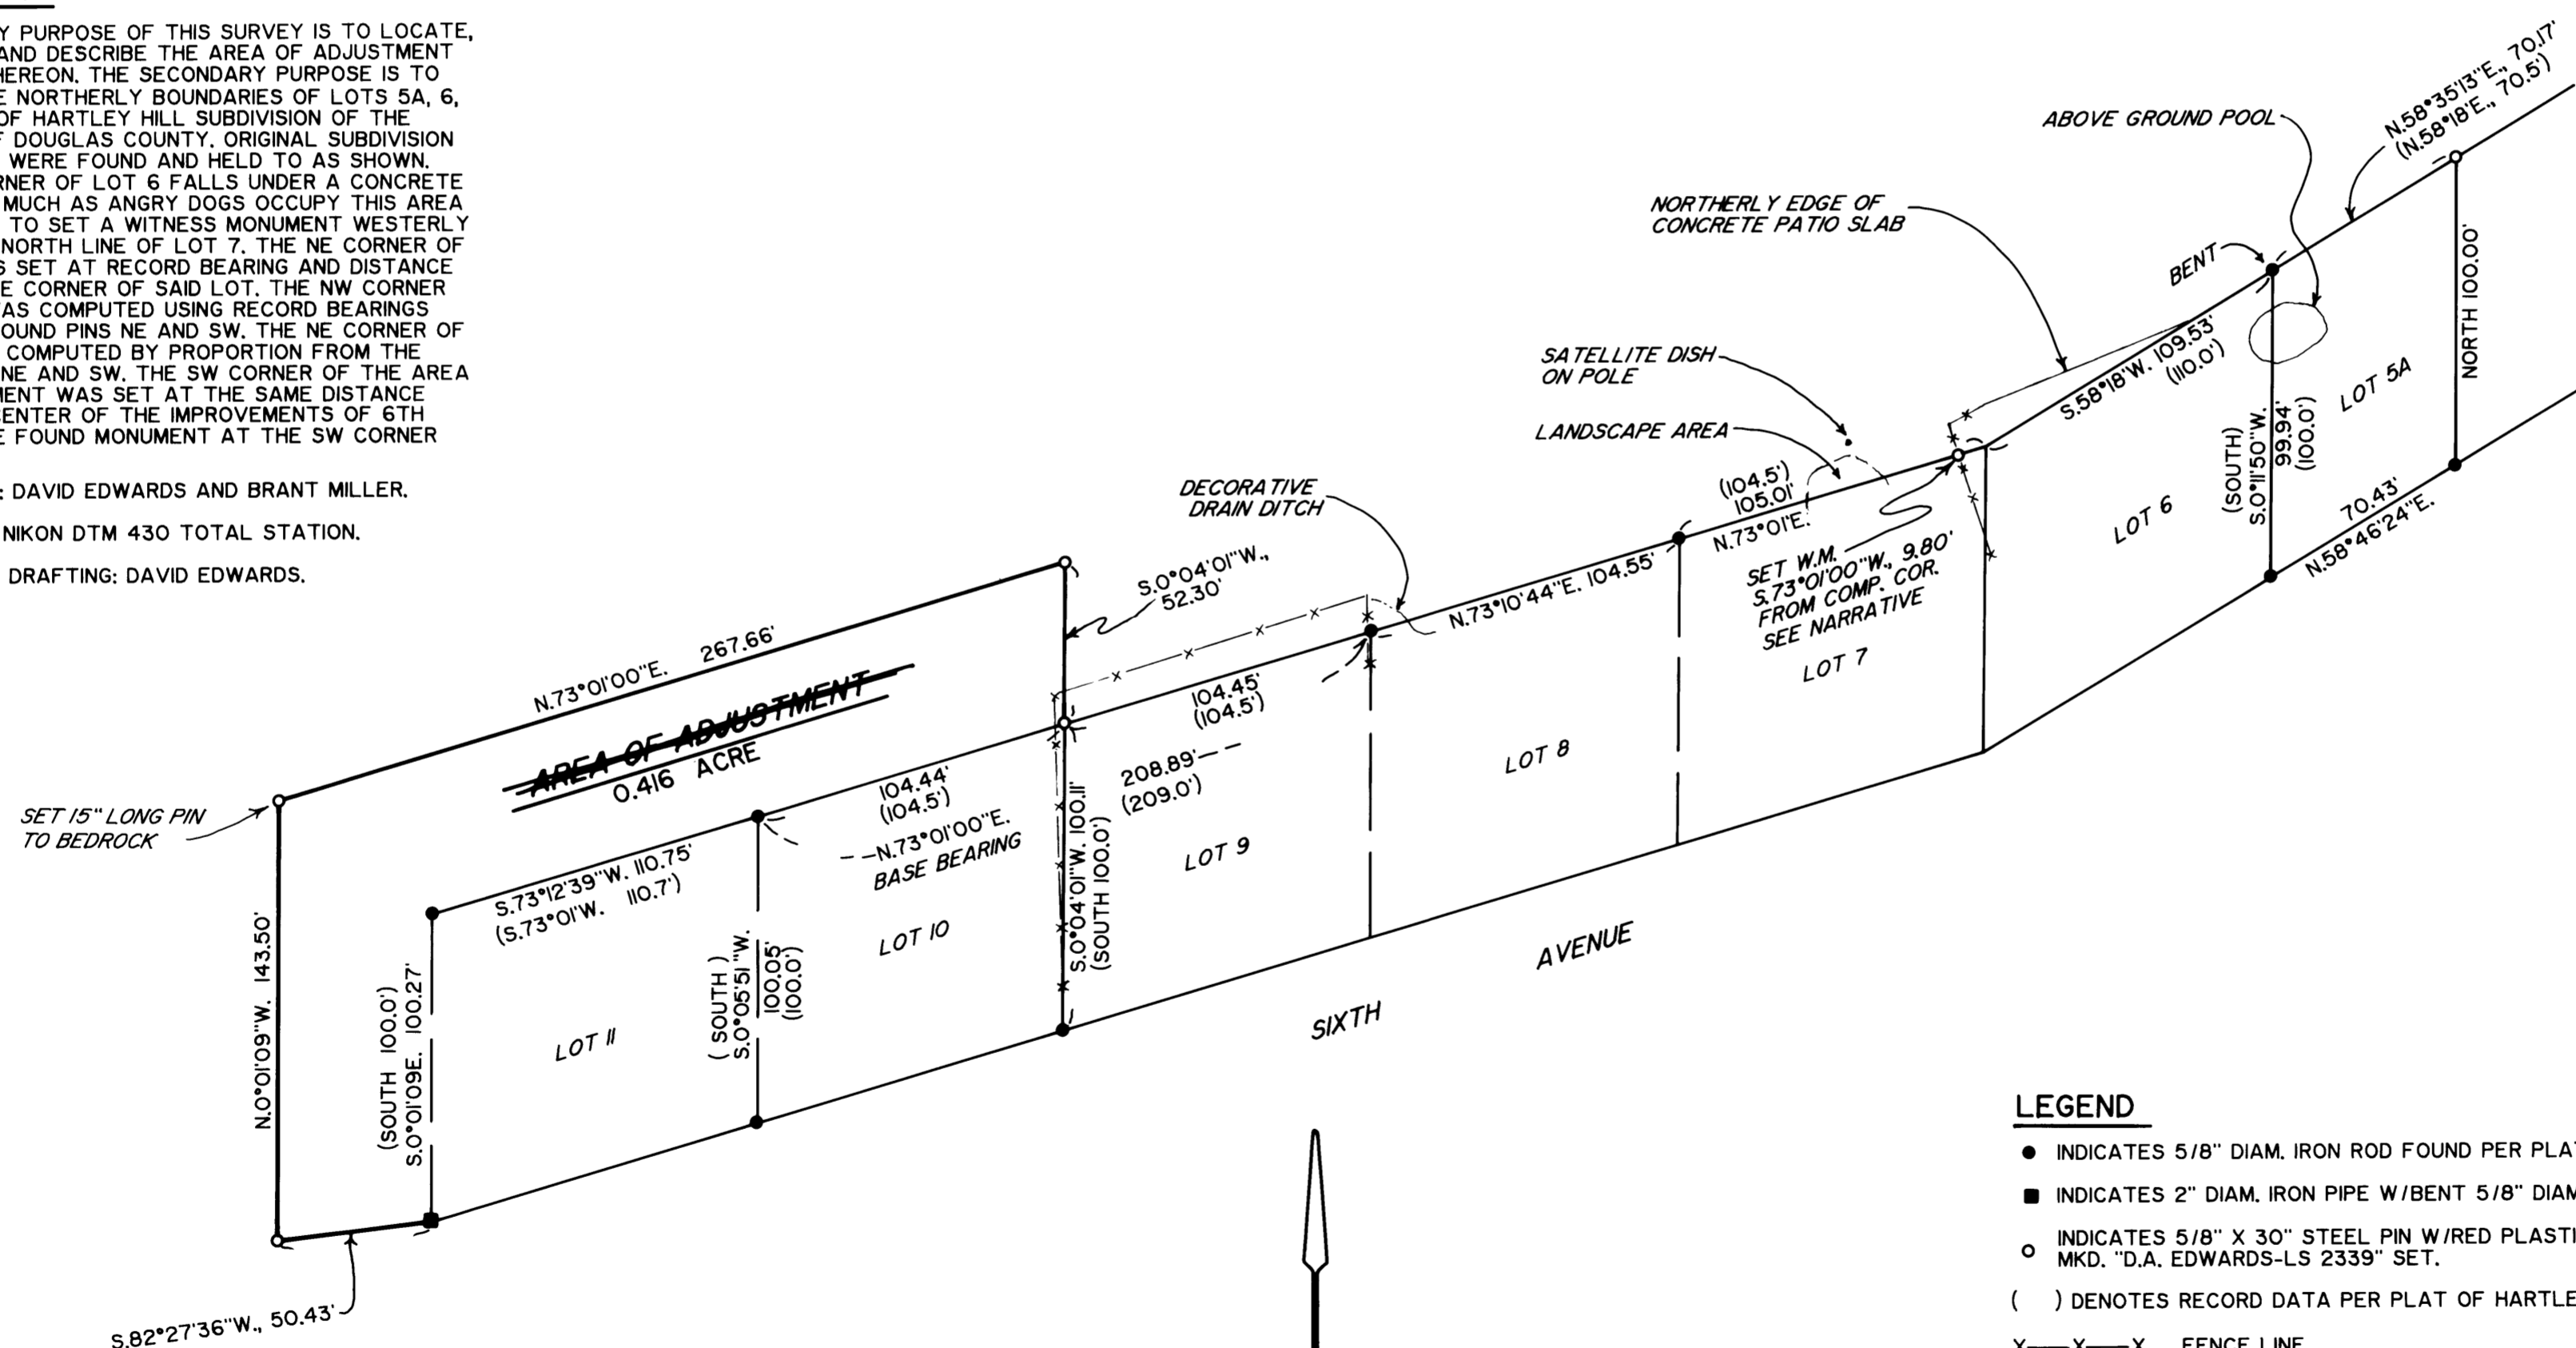 Y PURPOSE OF THIS SURVEY IS TO LOCATE,
AND DESCRIBE THE AREA OF ADJUSTMENT
HEREON. THE SECONDARY PURPOSE IS TO
E NORTHERLY BOUNDARIES OF LOTS 5A, 6,
OF HARTLEY HILL SUBDIVISION OF THE
F DOUGLAS COUNTY. ORIGINAL SUBDIVISION
WERE FOUND AND HELD TO AS SHOWN.
RNER OF LOT 6 FALLS UNDER A CONCRETE
MUCH AS ANGRY DOGS OCCUPY THIS AREA
TO SET A WITNESS MONUMENT WESTERLY
NORTH LINE OF LOT 7. THE NE CORNER OF
S SET AT RECORD BEARING AND DISTANCE
E CORNER OF SAID LOT. THE NW CORNER
AS COMPUTED USING RECORD BEARINGS
OUND PINS NE AND SW. THE NE CORNER OF
COMPUTED BY PROPORTION FROM THE
NE AND SW. THE SW CORNER OF THE AREA
MENT WAS SET AT THE SAME DISTANCE
CENTER OF THE IMPROVEMENTS OF 6TH
E FOUND MONUMENT AT THE SW CORNER
: DAVID EDWARDS AND BRANT MILLER.
NIKON DTM 430 TOTAL STATION.
DRAFTING: DAVID EDWARDS.
N.58°35'13"E., 70.17'
(N.58°18'E., 70.5')
ABOVE GROUND POOL
NORTHERLY EDGE OF
CONCRETE PATIO SLAB
BENT
NORTH 100.00'
SATELLITE DISH
ON POLE
LANDSCAPE AREA
S.58°18'W. 109.53'
(110.0')
LOT 5A
(SOUTH)
S.0°11'50"W.
99.94'
(100.0')
70.43'
N.58°46'24"E.
LOT 6
DECORATIVE
DRAIN DITCH
(104.5')
105.01'
N.73°01'E.
SET W.M.
S.73°01'00"W., 9.80'
FROM COMP. COR.
SEE NARRATIVE
LOT 7
N.73°10'44"E. 104.55'
LOT 8
S.0°04'01"W.,
52.30'
N.73°01'00"E. 267.66'
AREA OF ADJUSTMENT
0.416 ACRE
104.45'
(104.5')
208.89'
(209.0')
LOT 9
104.44'
(104.5')
N.73°01'00"E.
BASE BEARING
S.0°04'01"W. 100.11'
(SOUTH 100.0')
LOT 10
SET 15" LONG PIN
TO BEDROCK
S.73°12'39"W. 110.75'
(S.73°01'W. 110.7')
(SOUTH)
S.0°05'51"W.
100.05'
(100.0')
LOT 11
(SOUTH 100.0')
S.0°01'09E. 100.27'
N.0°01'09"W. 143.50'
S.82°27'36"W., 50.43'
SIXTH AVENUE
LEGEND
INDICATES 5/8" DIAM. IRON ROD FOUND PER PLA
INDICATES 2" DIAM. IRON PIPE W/BENT 5/8" DIAM
INDICATES 5/8" X 30" STEEL PIN W/RED PLASTI
MKD. "D.A. EDWARDS-LS 2339" SET.
( ) DENOTES RECORD DATA PER PLAT OF HARTLE
X——X——X FENCE LINE